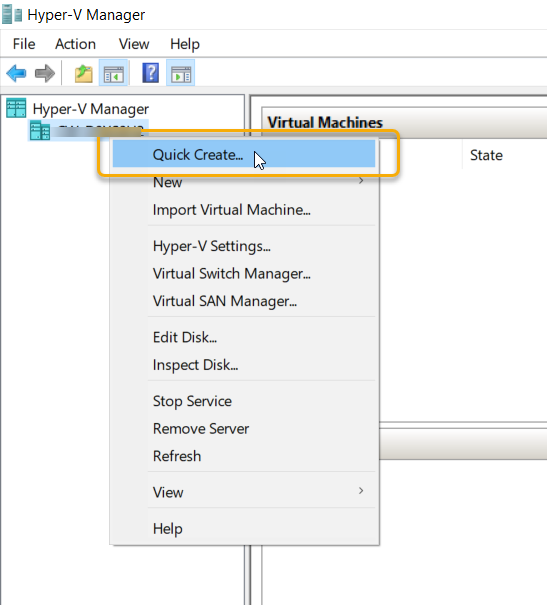 Hyper-V Manager
File Action View Help
Hyper-V Manager
Virtual Machines
Quick Create...
State
New
Import Virtual Machine...
Hyper-V Settings...
Virtual Switch Manager...
Virtual SAN Manager...
Edit Disk...
Inspect Disk...
Stop Service
Remove Server
Refresh
View
Help